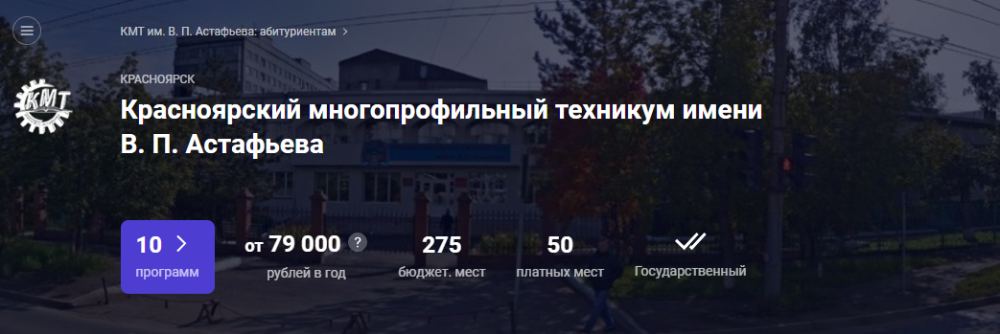 КМТ им. В. П. Астафьева: абитуриентам
КРАСНОЯРСК
КМТ
Красноярский многопрофильный техникум имени
В. П. Астафьева
10
программ
от 79 000 ?
рублей в год
275
бюджет. мест
50
платных мест
Государственный